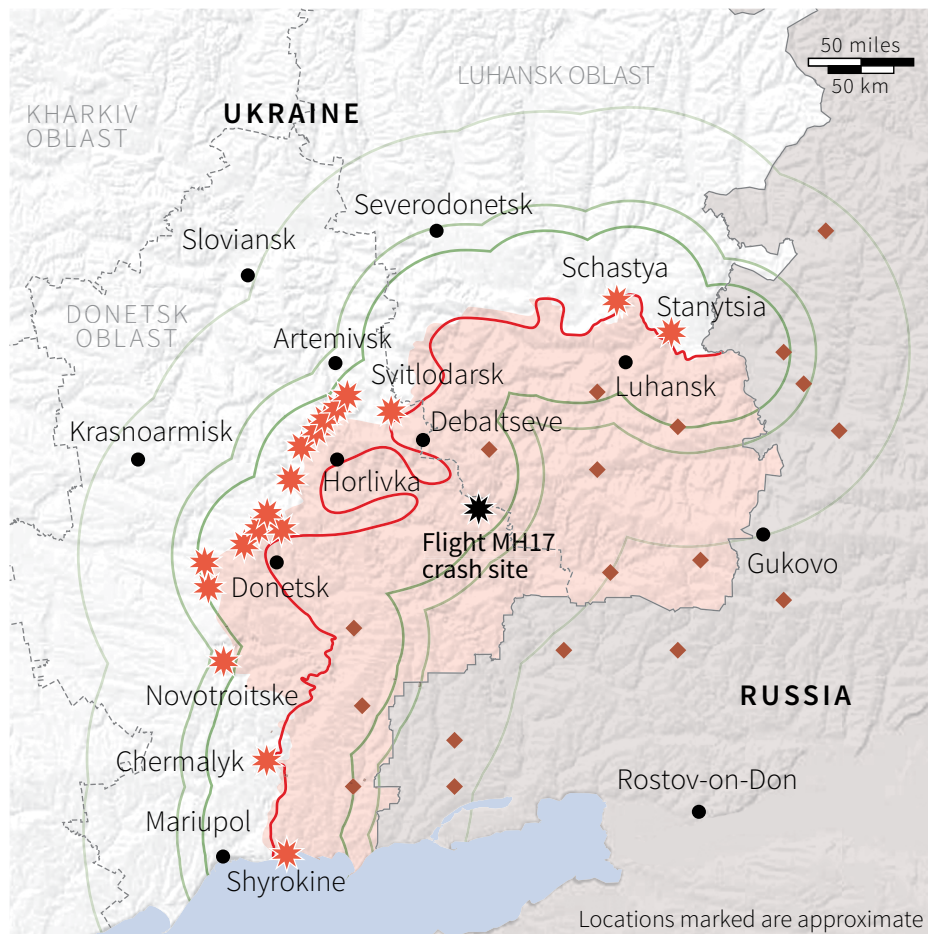 50 miles
50 km
LUHANSK OBLAST
KHARKIV
OBLAST
UKRAINE
Severodonetsk
Sloviansk
Schastya
Stanytsia
DONETSK
OBLAST
Artemivsk
Svitlodarsk
Luhansk
Debaltseve
Krasnoarmisk
Horlivka
Flight MH17
crash site
Gukovo
Donetsk
Novotroitske
RUSSIA
Chermalyk
Rostov-on-Don
Mariupol
Shyrokine
Locations marked are approximate